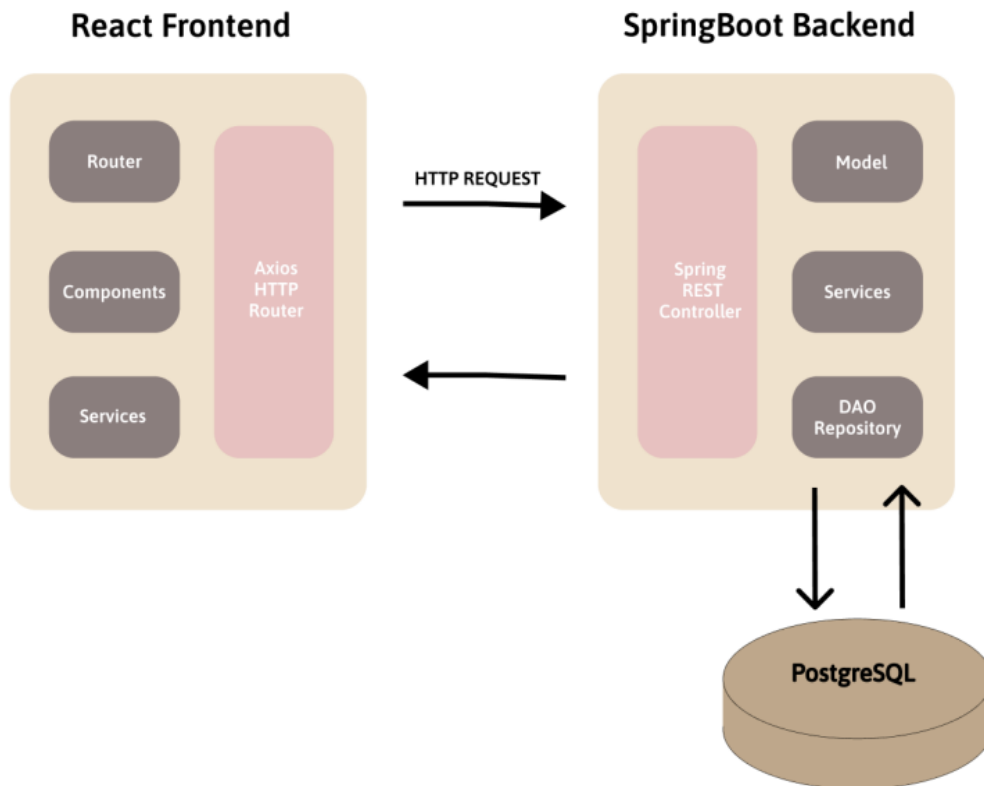 React Frontend
SpringBoot Backend
Router
Components
Services
Axios
HTTP
Router
HTTP REQUEST
Spring
REST
Controller
Model
Services
DAO
Repository
PostgreSQL